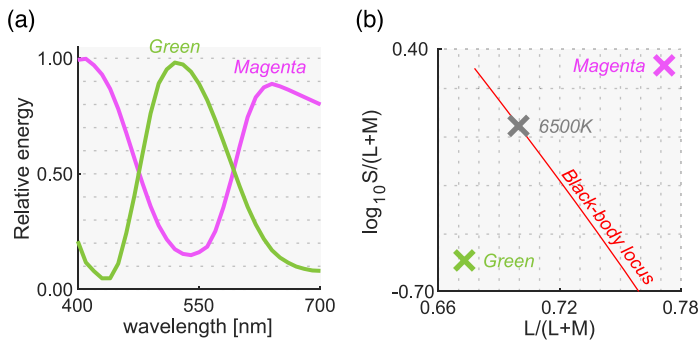 (a)
Green
Magenta
1.00
0.50
0.00
Relative energy
400
550
700
wavelength [nm]
(b)
0.40
-0.70
log10 S/(L+M)
Magenta
6500K
Black-body locus
Green
0.66
0.72
0.78
L/(L+M)